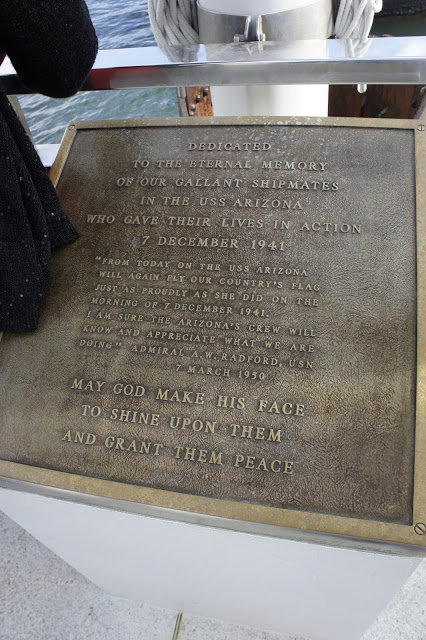 DEDICATED
TO THE ETERNAL MEMORY
OF OUR GALLANT SHIPMATES
IN THE USS ARIZONA
WHO GAVE THEIR LIVES IN ACTION
7 DECEMBER 1941
"FROM TODAY ON THE USS ARIZONA
WILL AGAIN FLY OUR COUNTRY'S FLAG
JUST AS PROUDLY AS SHE DID ON THE
MORNING OF 7 DECEMBER 1941.
I AM SURE THE ARIZONA'S CREW WILL
KNOW AND APPRECIATE WHAT WE ARE
DOING" ADMIRAL A.W. RADFORD, USN
7 MARCH 1950
MAY GOD MAKE HIS FACE
TO SHINE UPON THEM
AND GRANT THEM PEACE